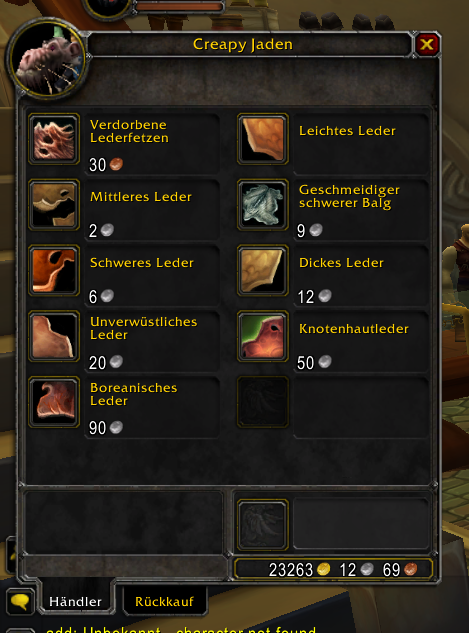 Creapy Jaden
Verdorbene
Lederfetzen
30
Leichtes Leder
Mittleres Leder
2
Geschmeidiger
schwerer Balg
9
Schweres Leder
6
Dickes Leder
12
Unverwüstliches
Leder
20
Knotenhautleder
50
Boreanisches
Leder
90
23263 12 69
Händler
Rückkauf
add: Unbekannt - character not found